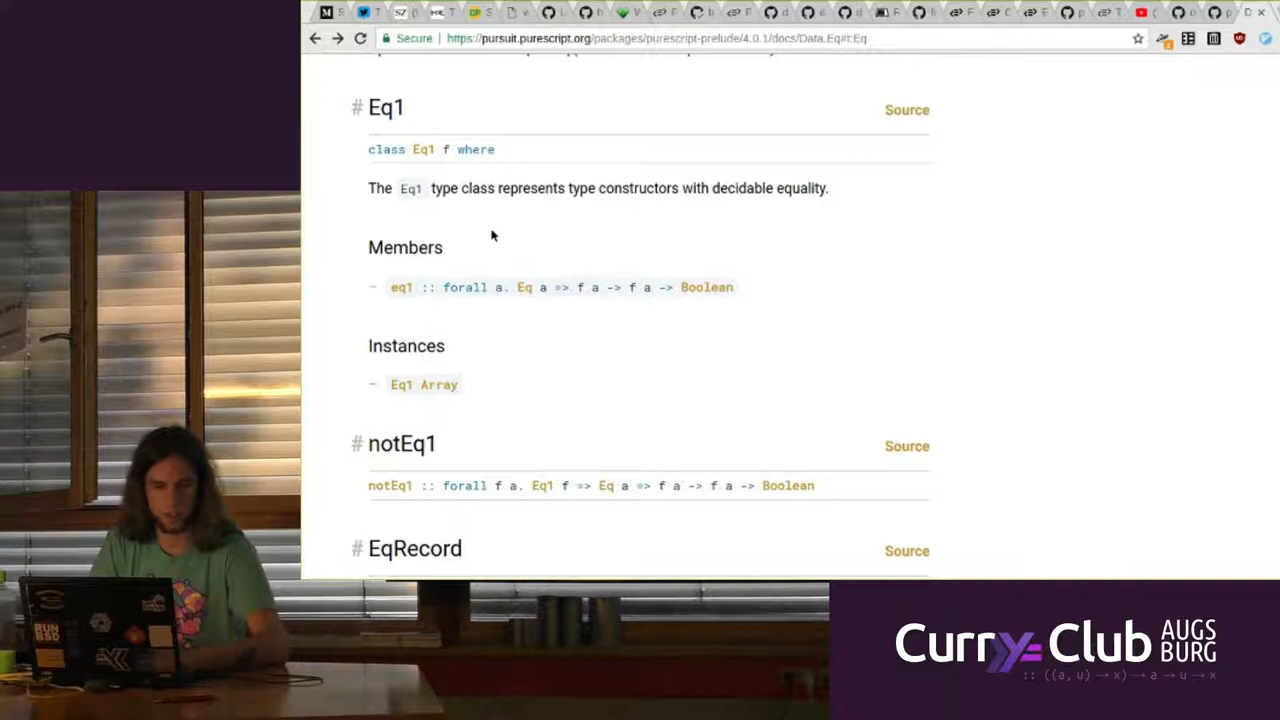 Secure https://pursuit.purescript.org/packages/purescript-prelude/4.0.1/docs/Data.Eq#t:Eq
# Eq1
Source
class Eq1 f where
The Eq1 type class represents type constructors with decidable equality.
Members
- eq1 :: forall a. Eq a => f a -> f a -> Boolean
Instances
- Eq1 Array
# notEq1
Source
notEq1 :: forall f a. Eq1 f => Eq a => f a -> f a -> Boolean
# EqRecord
Source
RUN
BSD
Curry Club AUGS
BURG
:: ((a, u) → x) → a → u → x